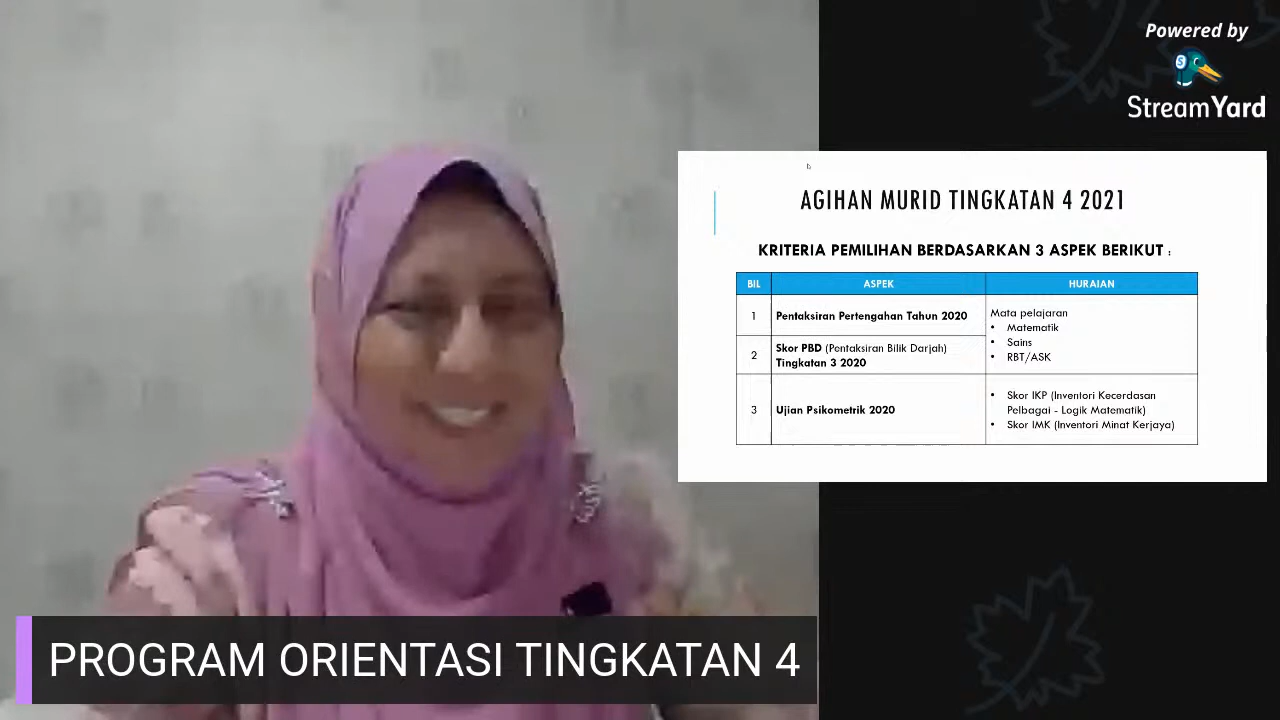 Powered by
StreamYard
AGIHAN MURID TINGKATAN 4 2021
KRITERIA PEMILIHAN BERDASARKAN 3 ASPEK BERIKUT :
BIL ASPEK HURAIAN
1 Pentaksiran Pertengahan Tahun 2020
2 Skor PBD (Pentaksiran Bilik Darjah)
Tingkatan 3 2020
Mata pelajaran
• Matematik
• Sains
• RBT/ASK
3 Ujian Psikometrik 2020
• Skor IKP (Inventori Kecerdasan
Pelbagai - Logik Matematik)
• Skor IMK (Inventori Minat Kerjaya)
PROGRAM ORIENTASI TINGKATAN 4